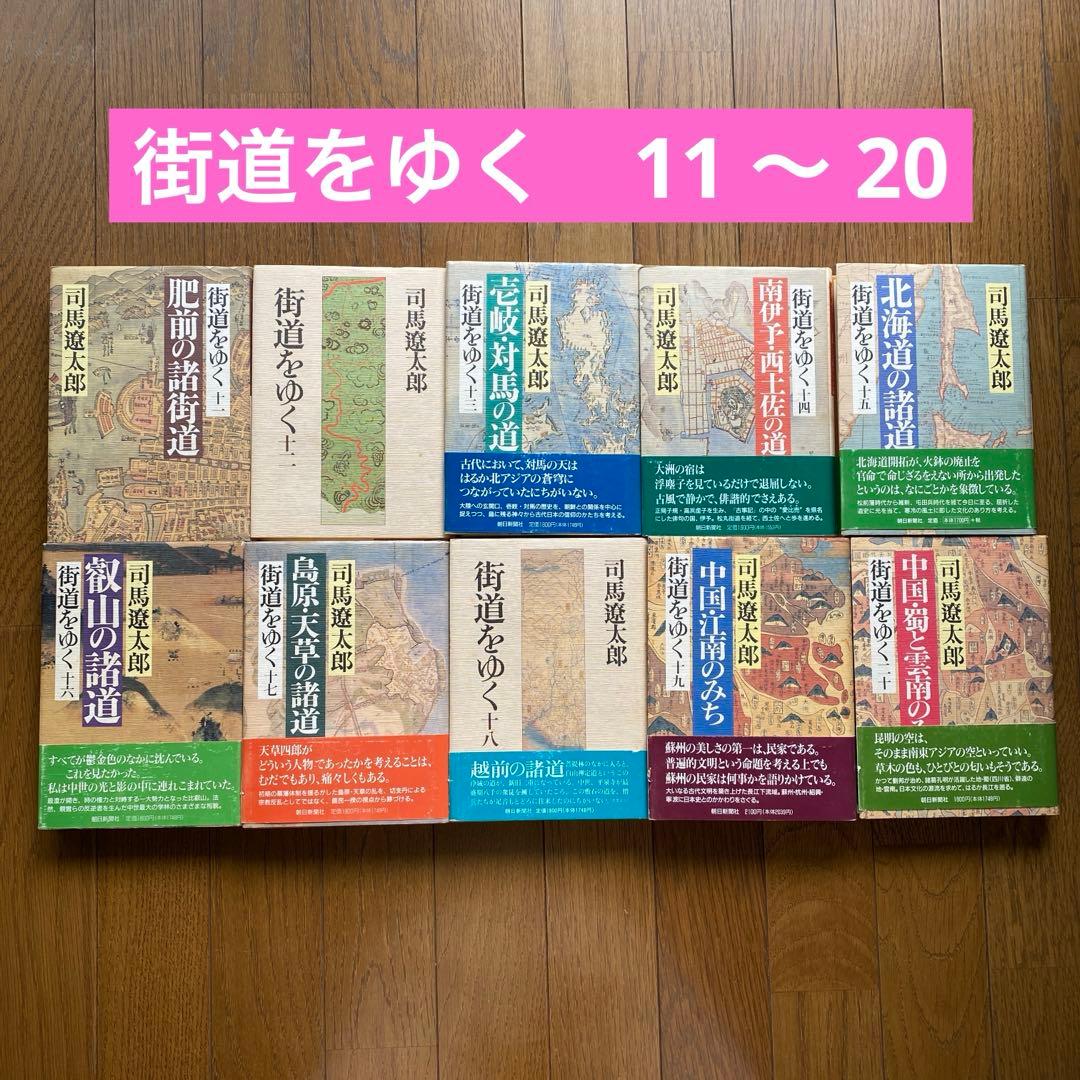 街道をゆく 11 〜 20
街道をゆく 十一
肥前の諸街道
司馬遼太郎
司馬遼太郎
街道をゆく 十二
司馬遼太郎
壱岐・対馬の道
街道をゆく 十三
古代において、対馬の天は
はるか北アジアの蒼穹に
つながっていたにちがいない。
朝日新聞社
街道をゆく 十四
南伊予・西土佐の道
司馬遼太郎
大洲の宿は
浮塵子を見ているだけで退屈しない。
古風で静かで、俳諧的でさえある。
朝日新聞社
司馬遼太郎
北海道の諸道
街道をゆく 十五
北海道開拓が、火鉢の廃止を
官命で命じざるをえない所から出発した
というのは、なにごとかを象徴している。
朝日新聞社
司馬遼太郎
叡山の諸道
街道をゆく 十六
すべてが鬱金色のなかに沈んでいる。
これを見たかった。
私は中世の光と影の中に連れこまれていた。
朝日新聞社
司馬遼太郎
島原・天草の諸道
街道をゆく 十七
天草四郎が
どういう人物であったかを考えることは、
むだでもあり、痛々しくもある。
朝日新聞社
司馬遼太郎
街道をゆく 十八
越前の諸道
朝日新聞社
司馬遼太郎
中国・江南のみち
街道をゆく 十九
蘇州の美しさの第一は、民家である。
普遍的文明という命題を考える上でも
蘇州の民家は何事かを語りかけている。
朝日新聞社
司馬遼太郎
中国・蜀と雲南の
街道をゆく 二十
昆明の空は、
そのまま南東アジアの空といっていい。
草木の色も、ひとびとの匂いもそうである。
朝日新聞社